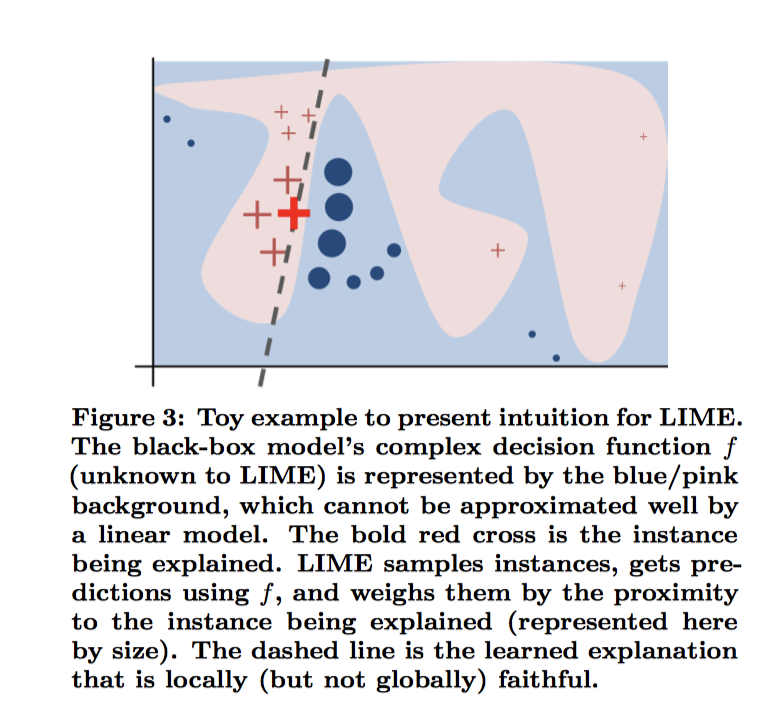 Figure 3: Toy example to present intuition for LIME.
The black-box model's complex decision function f
(unknown to LIME) is represented by the blue/pink
background, which cannot be approximated well by
a linear model. The bold red cross is the instance
being explained. LIME samples instances, gets pre-
dictions using f, and weighs them by the proximity
to the instance being explained (represented here
by size). The dashed line is the learned explanation
that is locally (but not globally) faithful.